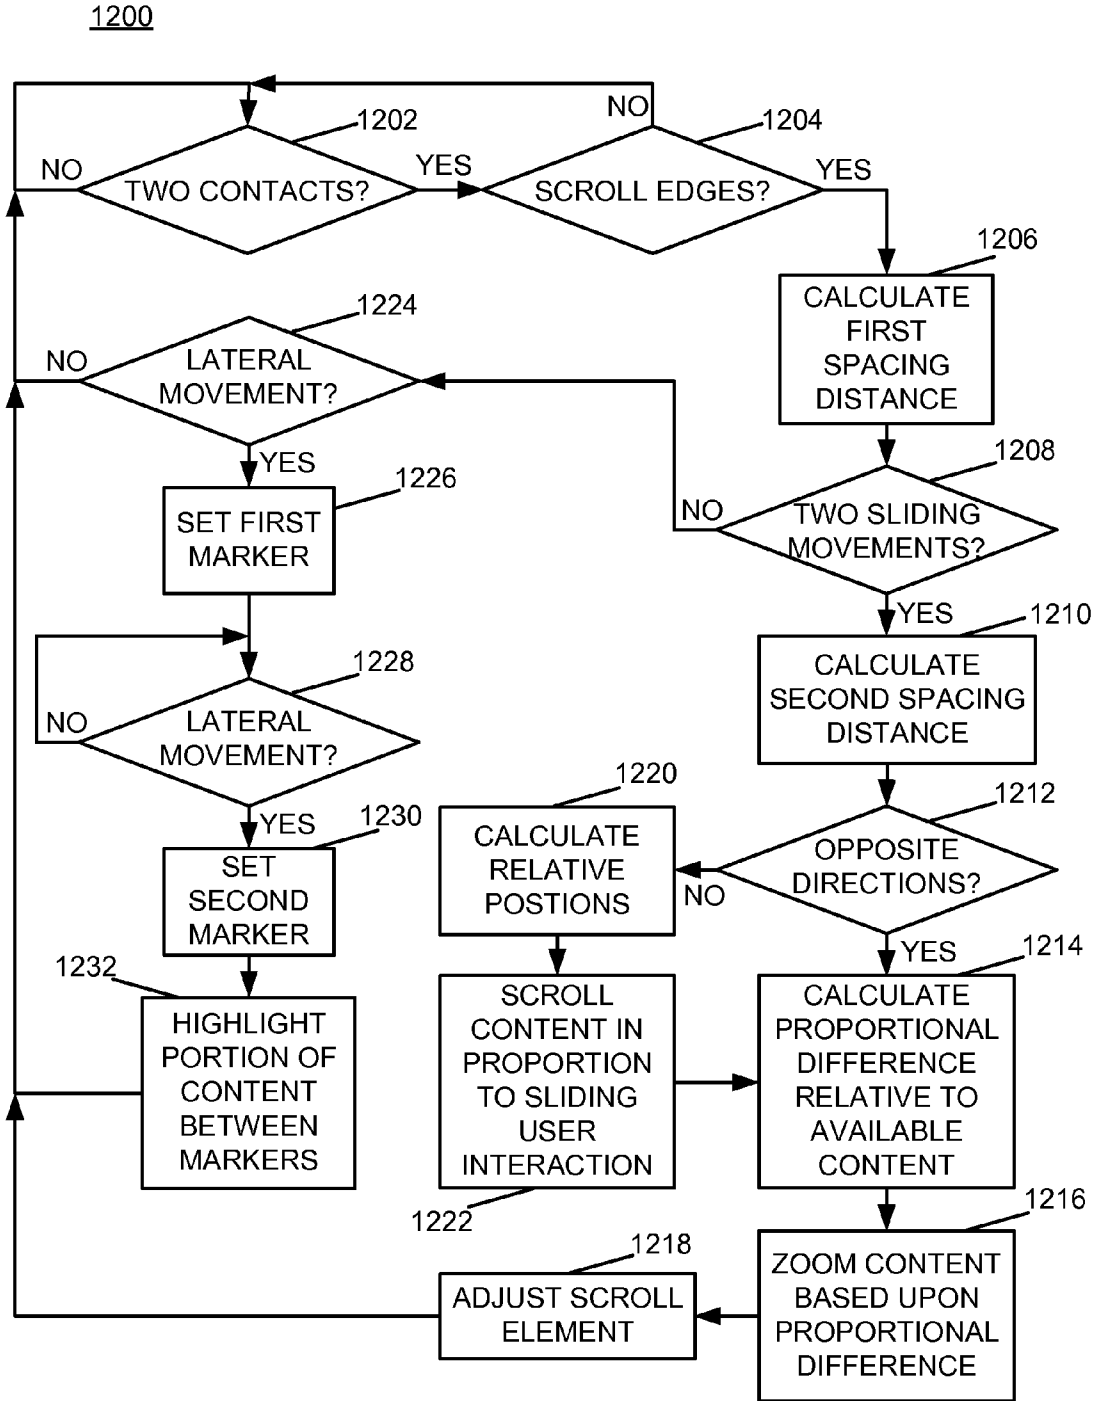 1200
NO
1202
1204
NO
YES
YES
TWO CONTACTS?
SCROLL EDGES?
1206
CALCULATE
FIRST
SPACING
DISTANCE
1224
NO
LATERAL
MOVEMENT?
YES
1226
SET FIRST
MARKER
1208
NO
TWO SLIDING
MOVEMENTS?
YES
1210
CALCULATE
SECOND SPACING
DISTANCE
1228
NO
LATERAL
MOVEMENT?
YES
1230
SET
SECOND
MARKER
1220
CALCULATE
RELATIVE
POSTIONS
1212
OPPOSITE
DIRECTIONS?
NO
YES
1214
1232
HIGHLIGHT
PORTION OF
CONTENT
BETWEEN
MARKERS
SCROLL
CONTENT IN
PROPORTION
TO SLIDING
USER
INTERACTION
1222
CALCULATE
PROPORTIONAL
DIFFERENCE
RELATIVE TO
AVAILABLE
CONTENT
1216
1218
ADJUST SCROLL
ELEMENT
ZOOM CONTENT
BASED UPON
PROPORTIONAL
DIFFERENCE